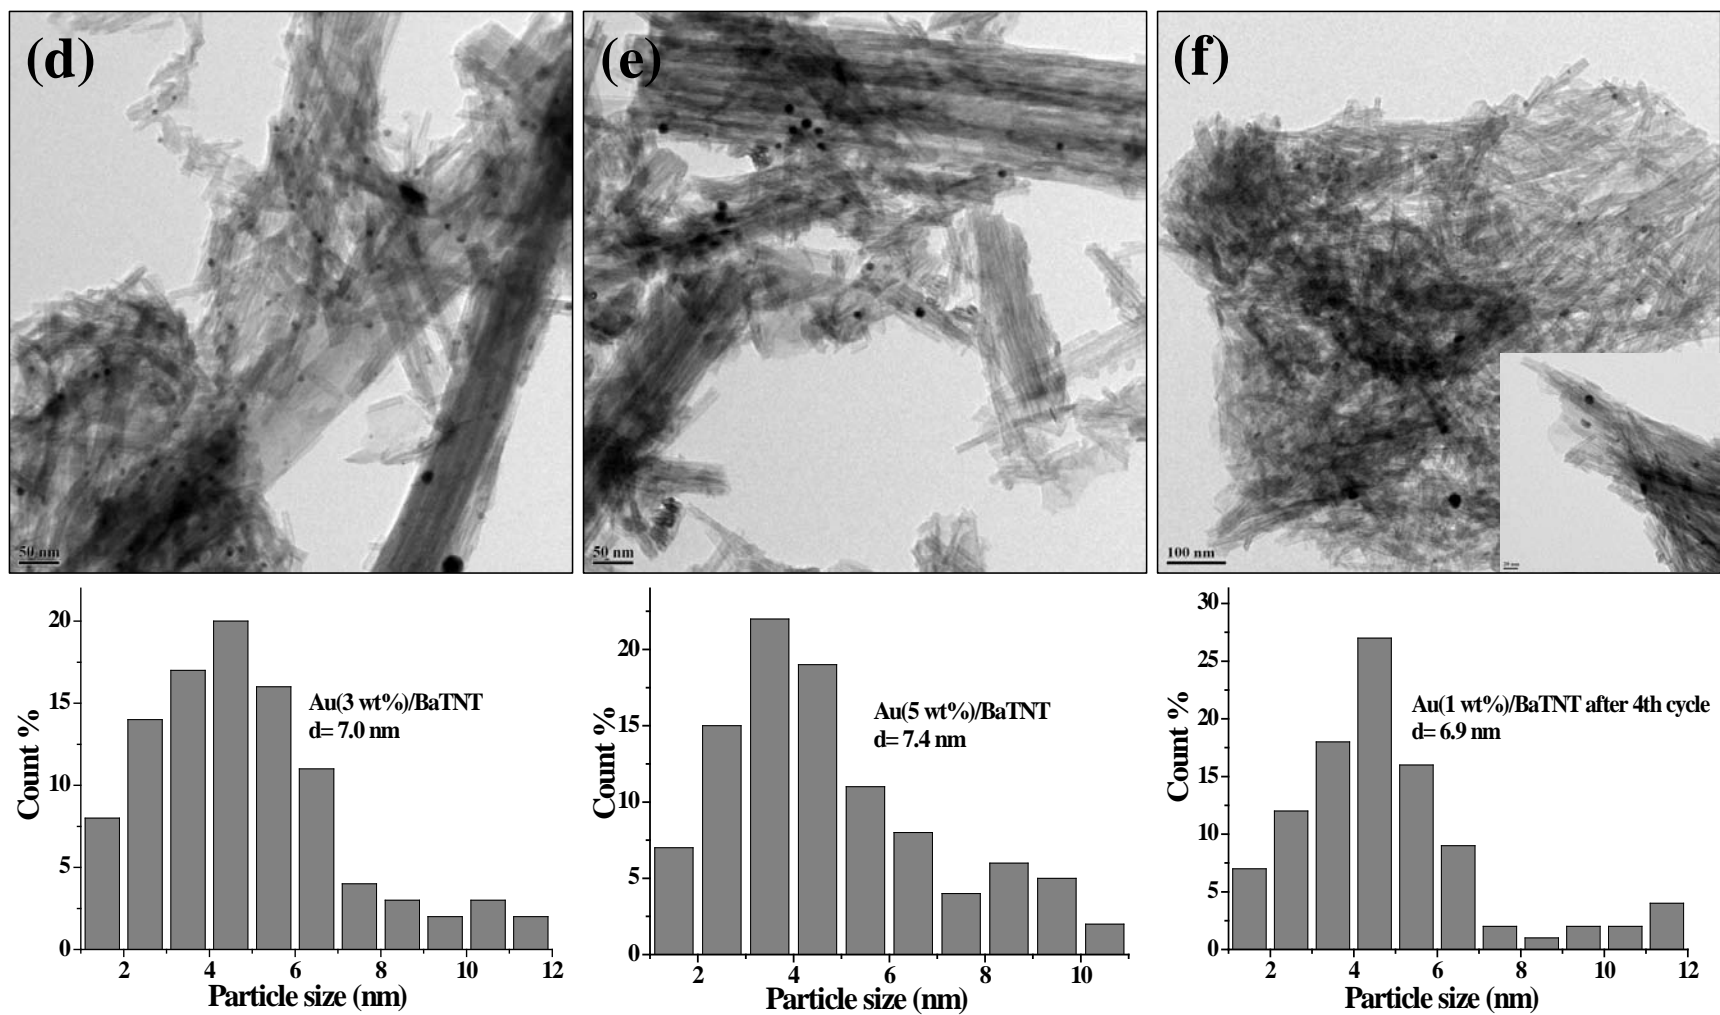 (d)
(e)
(f)
50 nm
50 nm
100 nm
20 nm
20
15
10
5
0
Count %
Au(3 wt%)/BaTNT
d= 7.0 nm
2 4 6 8 10 12
Particle size (nm)
20
15
10
5
0
Count %
Au(5 wt%)/BaTNT
d= 7.4 nm
2 4 6 8 10
Particle size (nm)
30
25
20
15
10
5
0
Count %
Au(1 wt%)/BaTNT after 4th cycle
d= 6.9 nm
2 4 6 8 10 12
Particle size (nm)